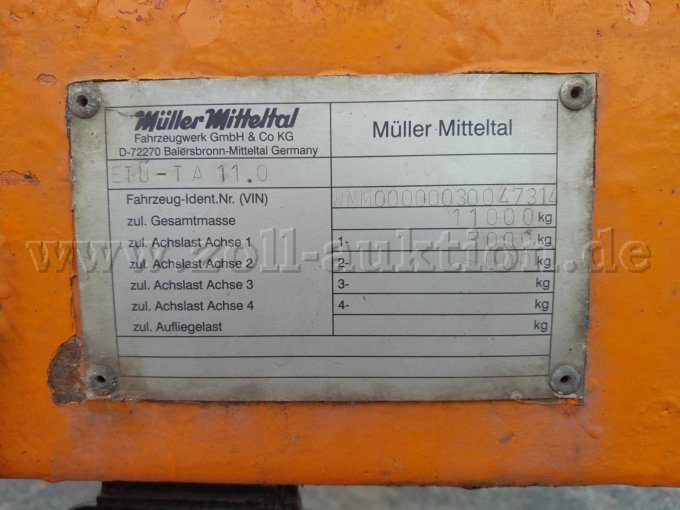 Müller Mitteltal
Fahrzeugwerk GmbH & Co KG
D-72270 Baiersbronn-Mitteltal Germany
Müller Mitteltal
ETÜ-TA 11.0
Fahrzeug-Ident.Nr. (VIN)
zul. Gesamtmasse 11000 kg
zul. Achslast Achse 1 1- kg
zul. Achslast Achse 2 2- kg
zul. Achslast Achse 3 3- kg
zul. Achslast Achse 4 4- kg
zul. Aufliegelast kg
www.zoll-auktion.de